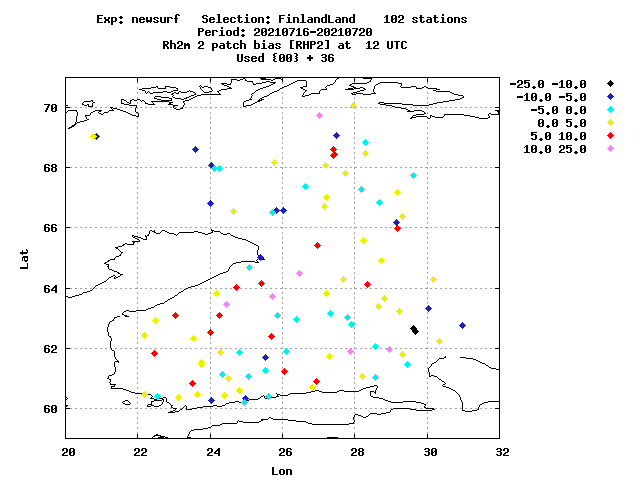 Exp: newsurf   Selection: FinlandLand    102 stations
Period: 20210716-20210720
Rh2m 2 patch bias [RHP2] at  12 UTC
Used {00} + 36
-25.0 -10.0
-10.0 -5.0
-5.0 0.0
0.0 5.0
5.0 10.0
10.0 25.0
70
68
66
64
62
60
Lat
20 22 24 26 28 30 32
Lon